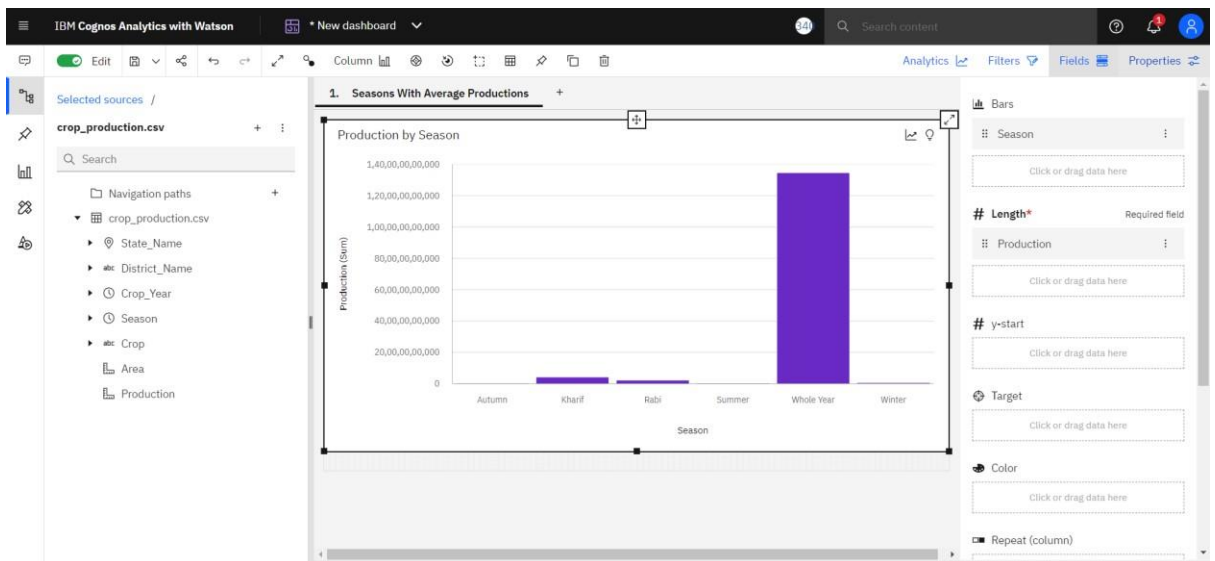 IBM Cognos Analytics with Watson
* New dashboard
340
Search content
1
Edit
Column
Analytics
Filters
Fields
Properties
Selected sources /
crop_production.csv
Search
Navigation paths
crop_production.csv
State_Name
abc District_Name
Crop_Year
Season
abc Crop
Area
Production
1. Seasons With Average Productions
Production by Season
Production (Sum)
1,40,00,00,00,000
1,20,00,00,00,000
1,00,00,00,00,000
80,00,00,00,000
60,00,00,00,000
40,00,00,00,000
20,00,00,00,000
0
Autumn Kharif Rabi Summer Whole Year Winter
Season
Bars
Season
Click or drag data here
# Length* Required field
Production
Click or drag data here
# y-start
Click or drag data here
Target
Click or drag data here
Color
Click or drag data here
Repeat (column)